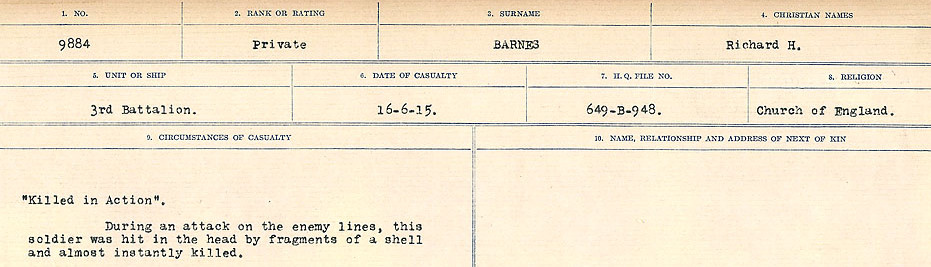 1. NO. 2. RANK OR RATING 3. SURNAME 4. CHRISTIAN NAMES
9884 Private BARNES Richard H.
5. UNIT OR SHIP 6. DATE OF CASUALTY 7. H. Q. FILE NO. 8. RELIGION
3rd Battalion. 16-6-15. 649-B-948. Church of England.
9. CIRCUMSTANCES OF CASUALTY 10. NAME, RELATIONSHIP AND ADDRESS OF NEXT OF KIN
"Killed in Action".
During an attack on the enemy lines, this
soldier was hit in the head by fragments of a shell
and almost instantly killed.